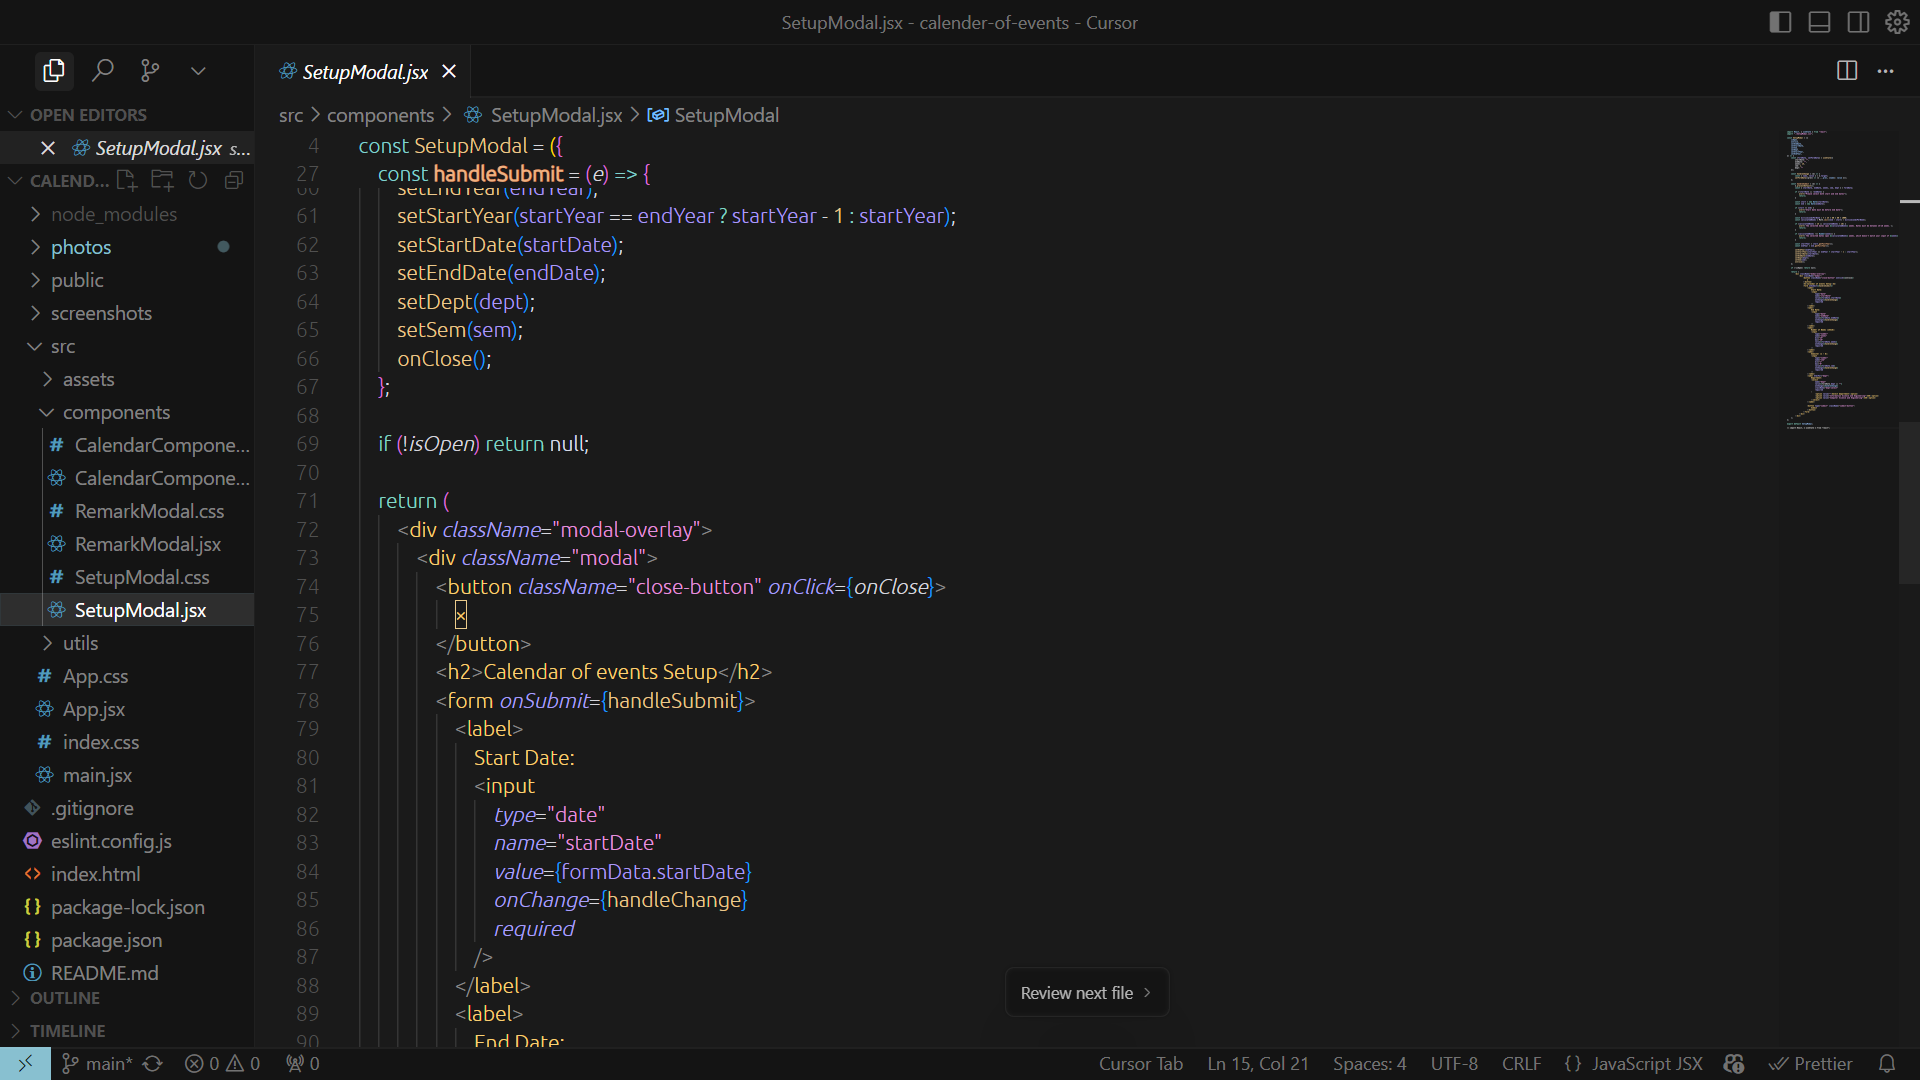 SetupModal.jsx - calender-of-events - Cursor
SetupModal.jsx
OPEN EDITORS
SetupModal.jsx s...
CALEND...
node_modules
photos
public
screenshots
src
assets
components
CalendarCompone...
CalendarCompone...
RemarkModal.css
RemarkModal.jsx
SetupModal.css
SetupModal.jsx
utils
App.css
App.jsx
index.css
main.jsx
.gitignore
eslint.config.js
index.html
package-lock.json
package.json
README.md
OUTLINE
TIMELINE
src > components > SetupModal.jsx > SetupModal
4 const SetupModal = ({
27 const handleSubmit = (e) => {
60 setEndYear(endYear);
61 setStartYear(startYear == endYear ? startYear - 1 : startYear);
62 setStartDate(startDate);
63 setEndDate(endDate);
64 setDept(dept);
65 setSem(sem);
66 onClose();
67 };
68
69 if (!isOpen) return null;
70
71 return (
72 <div className="modal-overlay">
73 <div className="modal">
74 <button className="close-button" onClick={onClose}>
75 ×
76 </button>
77 <h2>Calendar of events Setup</h2>
78 <form onSubmit={handleSubmit}>
79 <label>
80 Start Date:
81 <input
82 type="date"
83 name="startDate"
84 value={formData.startDate}
85 onChange={handleChange}
86 required
87 />
88 </label>
89 <label>
90 End Date:
Review next file
main*
0
0
0
Cursor Tab
Ln 15, Col 21
Spaces: 4
UTF-8
CRLF
{} JavaScript JSX
Prettier